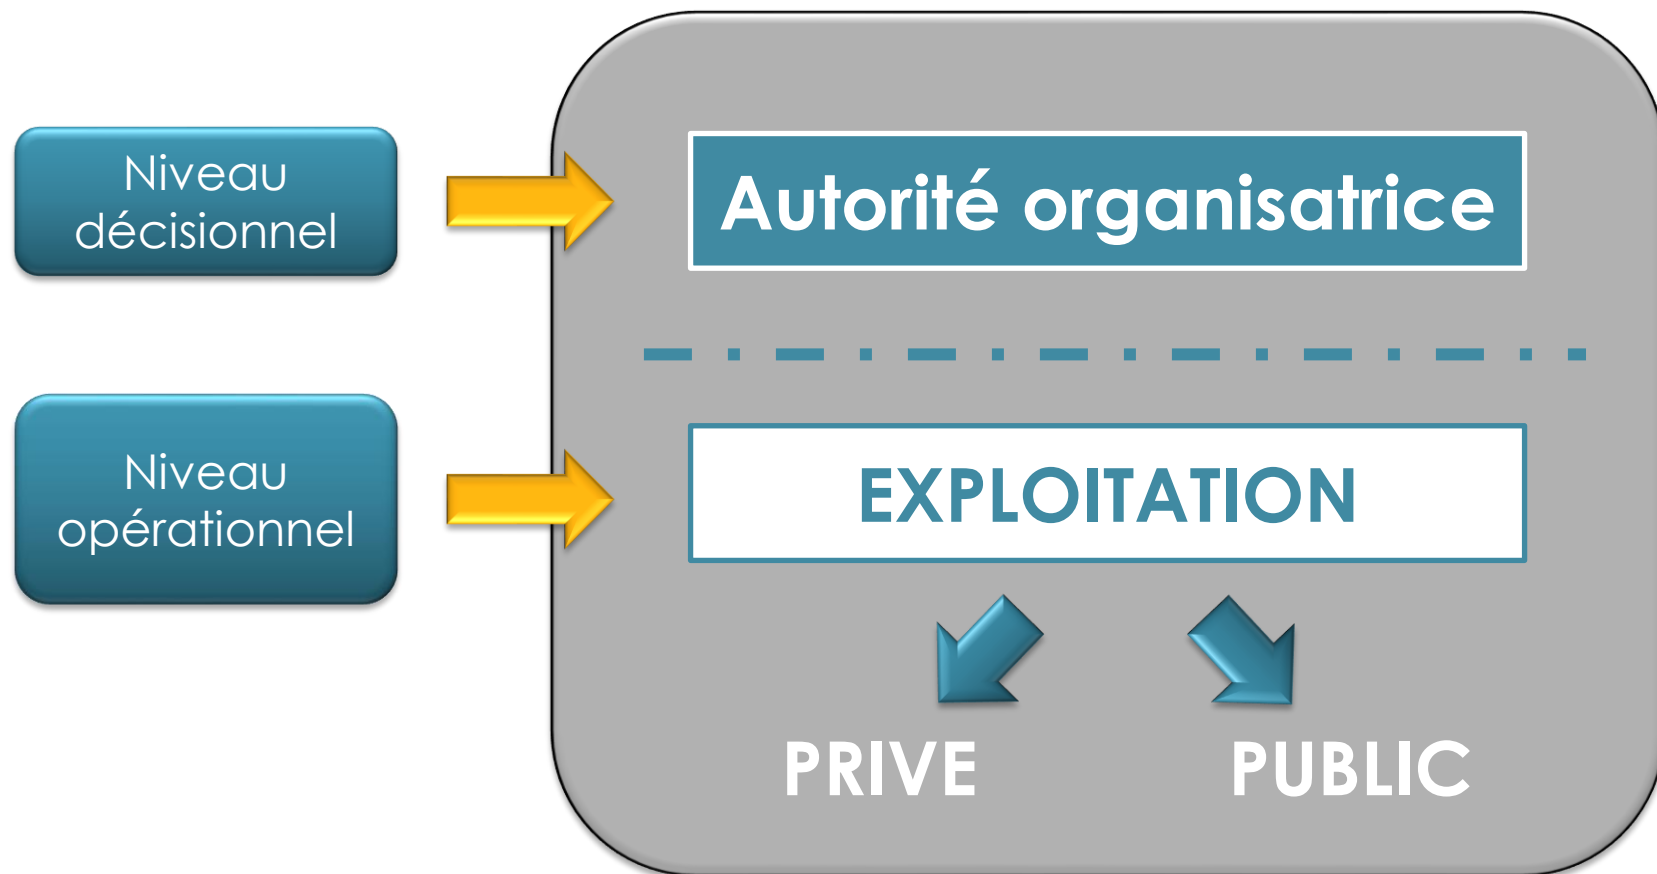 Niveau
décisionnel
Autorité organisatrice
Niveau
opérationnel
EXPLOITATION
PRIVE
PUBLIC